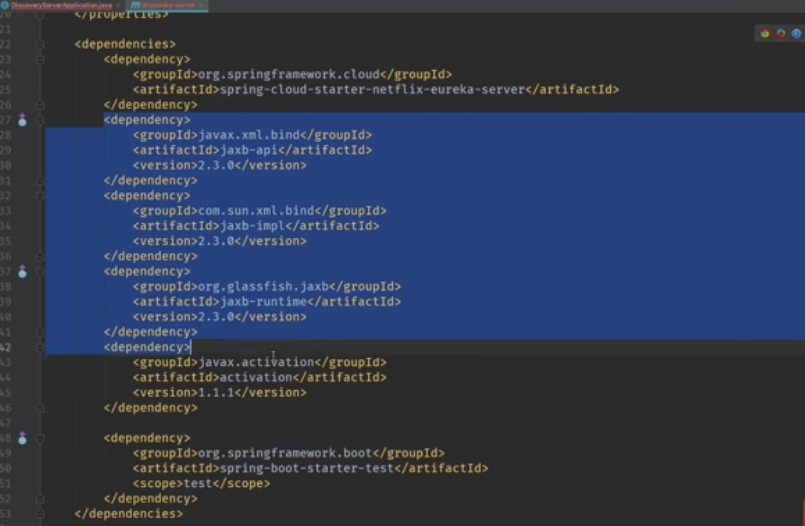 DiscoveryServerApplication.java × discovery-server ×
20 </properties>
21
22 <dependencies>
23 <dependency>
24 <groupId>org.springframework.cloud</groupId>
25 <artifactId>spring-cloud-starter-netflix-eureka-server</artifactId>
26 </dependency>
27 <dependency>
28 <groupId>javax.xml.bind</groupId>
29 <artifactId>jaxb-api</artifactId>
30 <version>2.3.0</version>
31 </dependency>
32 <dependency>
33 <groupId>com.sun.xml.bind</groupId>
34 <artifactId>jaxb-impl</artifactId>
35 <version>2.3.0</version>
36 </dependency>
37 <dependency>
38 <groupId>org.glassfish.jaxb</groupId>
39 <artifactId>jaxb-runtime</artifactId>
40 <version>2.3.0</version>
41 </dependency>
42 <dependency>
43 <groupId>javax.activation</groupId>
44 <artifactId>activation</artifactId>
45 <version>1.1.1</version>
46 </dependency>
47
48 <dependency>
49 <groupId>org.springframework.boot</groupId>
50 <artifactId>spring-boot-starter-test</artifactId>
51 <scope>test</scope>
52 </dependency>
53 </dependencies>